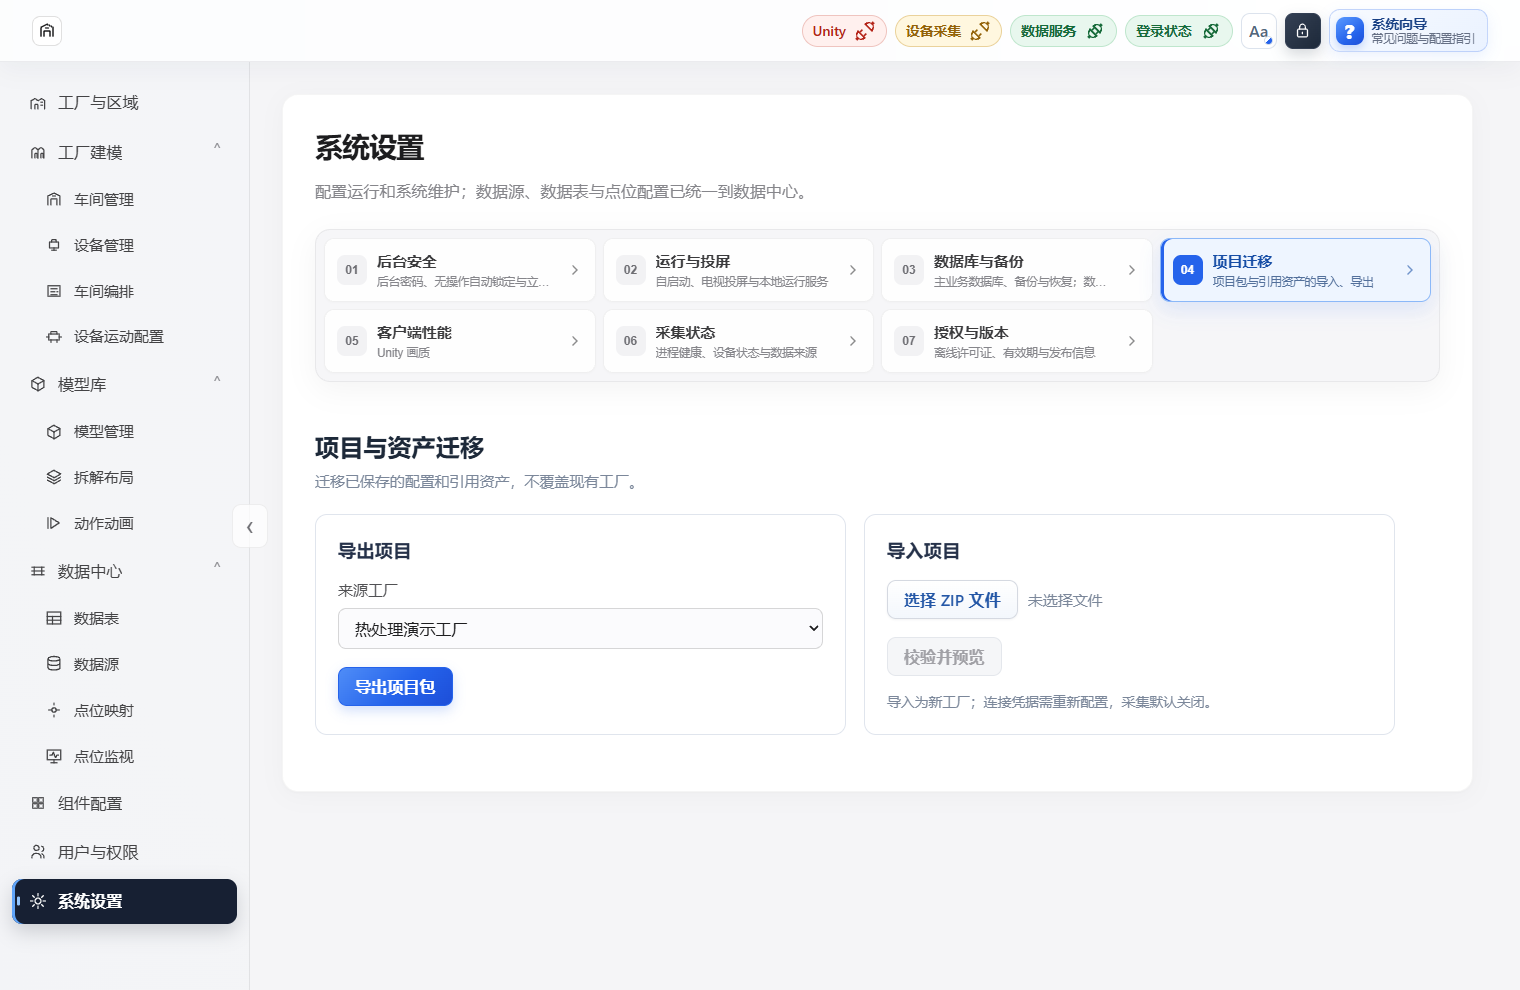 Unity
设备采集
数据服务
登录状态
Aa
?
系统向导
常见问题与配置指引
工厂与区域
工厂建模
车间管理
设备管理
车间编排
设备运动配置
模型库
模型管理
拆解布局
动作动画
数据中心
数据表
数据源
点位映射
点位监视
组件配置
用户与权限
系统设置
系统设置
配置运行和系统维护；数据源、数据表与点位配置已统一到数据中心。
01
后台安全
后台密码、无操作自动锁定与立...
02
运行与投屏
自启动、电视投屏与本地运行服务
03
数据库与备份
主业务数据库、备份与恢复；数...
04
项目迁移
项目包与引用资产的导入、导出
05
客户端性能
Unity 画质
06
采集状态
进程健康、设备状态与数据来源
07
授权与版本
离线许可证、有效期与发布信息
项目与资产迁移
迁移已保存的配置和引用资产，不覆盖现有工厂。
导出项目
来源工厂
热处理演示工厂
导出项目包
导入项目
选择 ZIP 文件
未选择文件
校验并预览
导入为新工厂；连接凭据需重新配置，采集默认关闭。